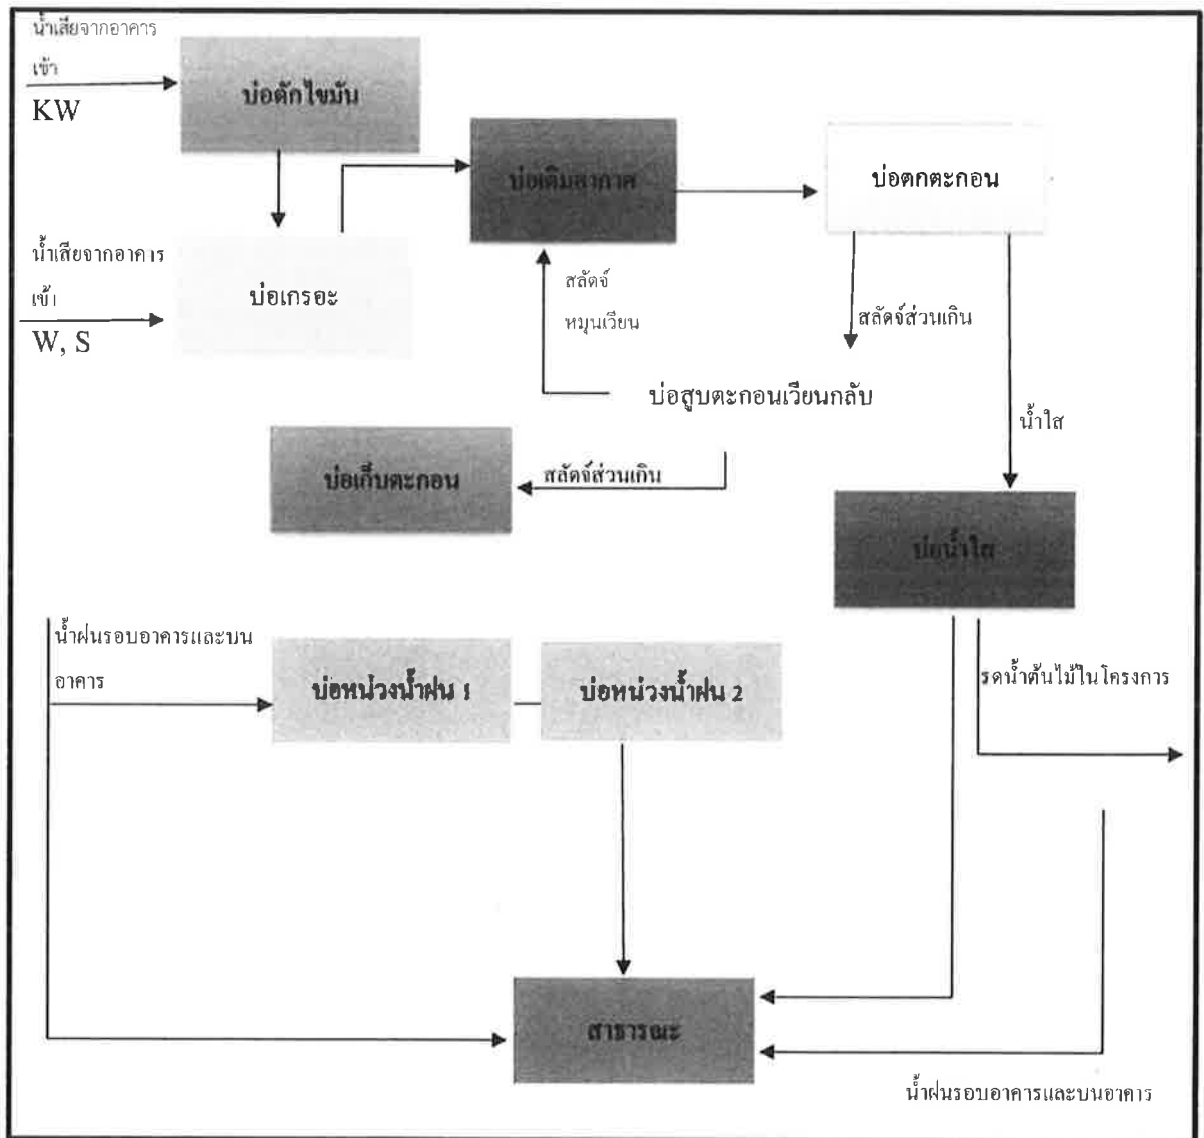 น้ำเสียจากอาคาร
เข้า
KW
บ่อดักไขมัน
บ่อเติมอากาศ
บ่อตกตะกอน
น้ำเสียจากอาคาร
เข้า
W, S
บ่อเกรอะ
สลัดจ์
หมุนเวียน
สลัดจ์ส่วนเกิน
บ่อสูบตะกอนเวียนกลับ
น้ำใส
บ่อเก็บตะกอน
สลัดจ์ส่วนเกิน
บ่อน้ำใส
น้ำฝนรอบอาคารและบน
อาคาร
บ่อหน่วงน้ำฝน 1
บ่อหน่วงน้ำฝน 2
รดน้ำต้นไม้ในโครงการ
สาธารณะ
น้ำฝนรอบอาคารและบนอาคาร